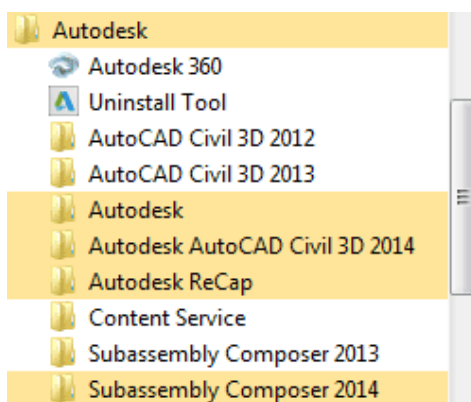 Autodesk
Autodesk 360
Uninstall Tool
AutoCAD Civil 3D 2012
AutoCAD Civil 3D 2013
Autodesk
Autodesk AutoCAD Civil 3D 2014
Autodesk ReCap
Content Service
Subassembly Composer 2013
Subassembly Composer 2014